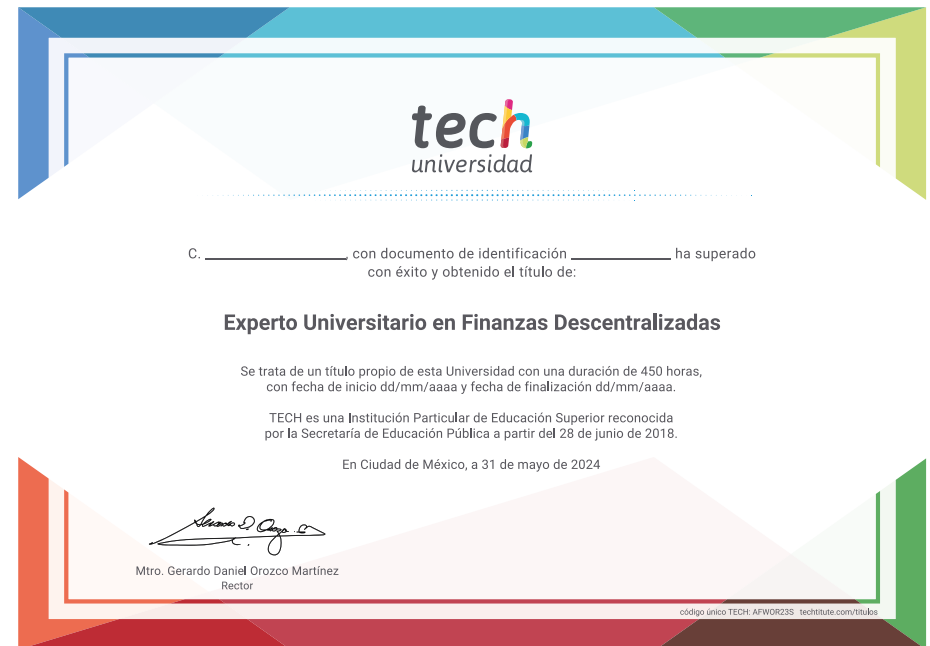 tech
universidad
C. ____________, con documento de identificación ____________ ha superado
con éxito y obtenido el título de:
Experto Universitario en Finanzas Descentralizadas
Se trata de un título propio de esta Universidad con una duración de 450 horas,
con fecha de inicio dd/mm/aaaa y fecha de finalización dd/mm/aaaa.
TECH es una Institución Particular de Educación Superior reconocida
por la Secretaría de Educación Pública a partir del 28 de junio de 2018.
En Ciudad de México, a 31 de mayo de 2024
Mtro. Gerardo Daniel Orozco Martínez
Rector
código único TECH: AFWOR23S techtitute.com/titulos